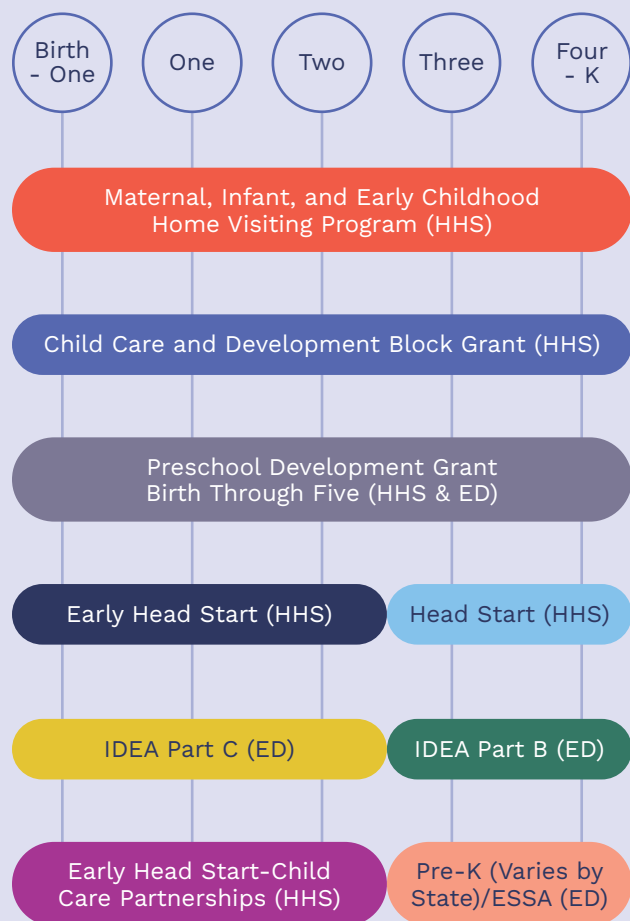 Birth
- One
One
Two
Three
Four
- K
Maternal, Infant, and Early Childhood
Home Visiting Program (HHS)
Child Care and Development Block Grant (HHS)
Preschool Development Grant
Birth Through Five (HHS & ED)
Early Head Start (HHS)
Head Start (HHS)
IDEA Part C (ED)
IDEA Part B (ED)
Early Head Start-Child
Care Partnerships (HHS)
Pre-K (Varies by
State)/ESSA (ED)